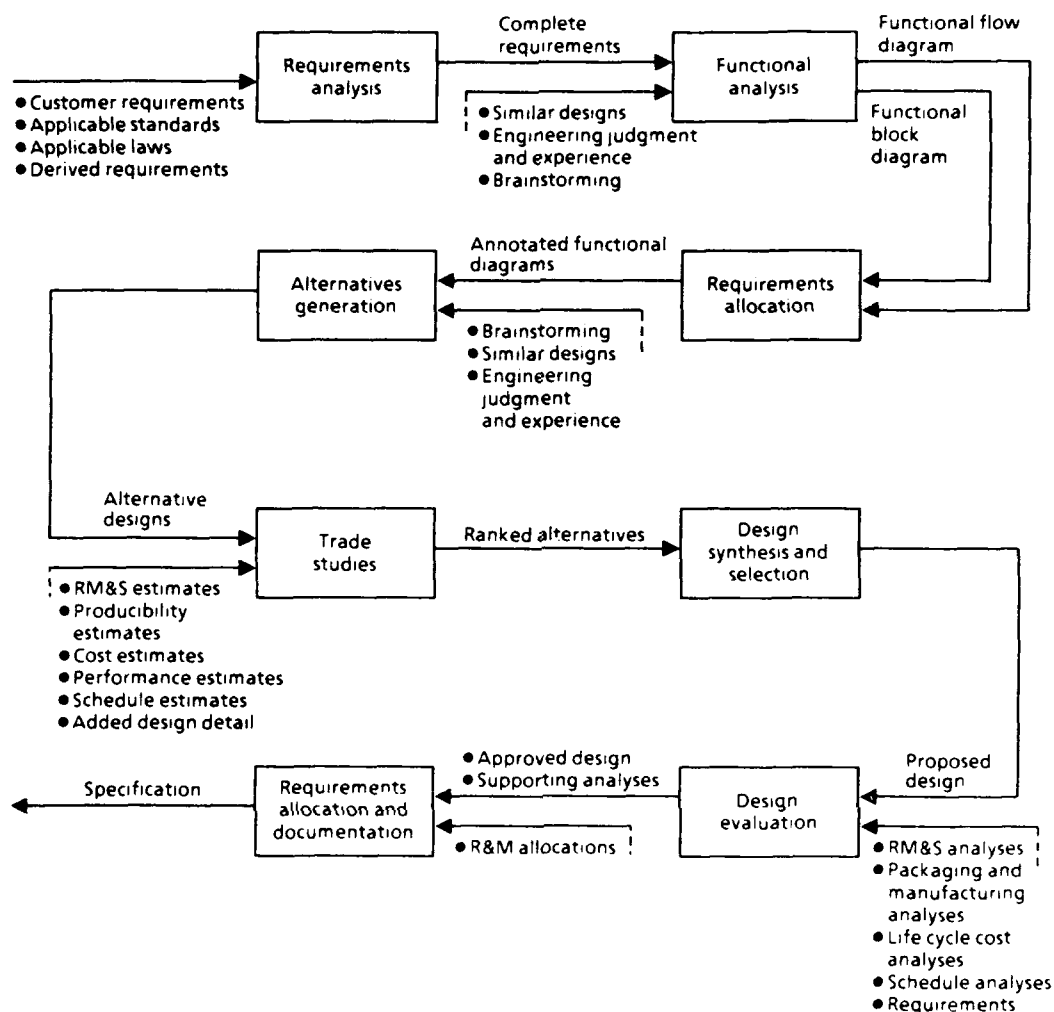 Requirements
analysis
Complete
requirements
Functional
analysis
Functional flow
diagram
● Customer requirements
● Applicable standards
● Applicable laws
● Derived requirements
● Similar designs
● Engineering judgment
and experience
● Brainstorming
Functional
block
diagram
Alternatives
generation
Annotated functional
diagrams
Requirements
allocation
● Brainstorming
● Similar designs
● Engineering
judgment
and experience
Alternative
designs
Trade
studies
Ranked alternatives
Design
synthesis and
selection
● RM&S estimates
● Producibility
estimates
● Cost estimates
● Performance estimates
● Schedule estimates
● Added design detail
Specification
Requirements
allocation and
documentation
● Approved design
● Supporting analyses
● R&M allocations
Design
evaluation
Proposed
design
● RM&S analyses
● Packaging and
manufacturing
analyses
● Life cycle cost
analyses
● Schedule analyses
● Requirements